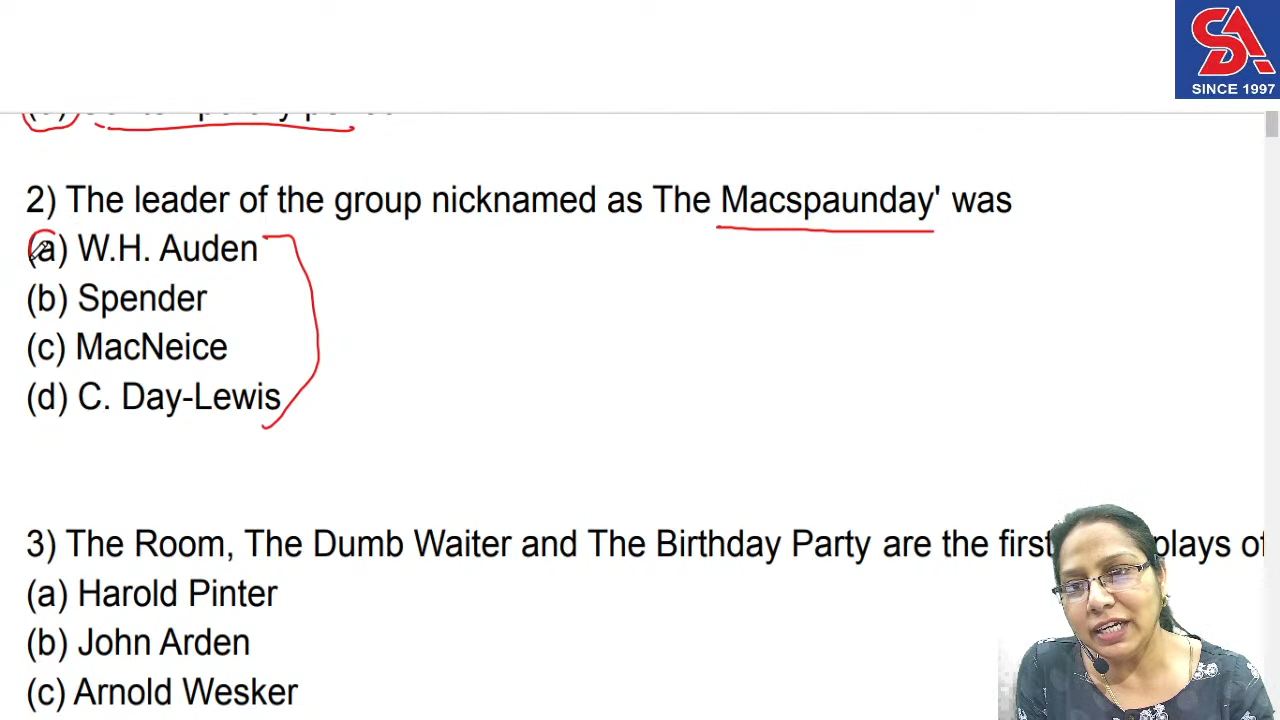 SA
SINCE 1997
2) The leader of the group nicknamed as The Macspaunday' was
(a) W.H. Auden
(b) Spender
(c) MacNeice
(d) C. Day-Lewis
3) The Room, The Dumb Waiter and The Birthday Party are the first plays of
(a) Harold Pinter
(b) John Arden
(c) Arnold Wesker